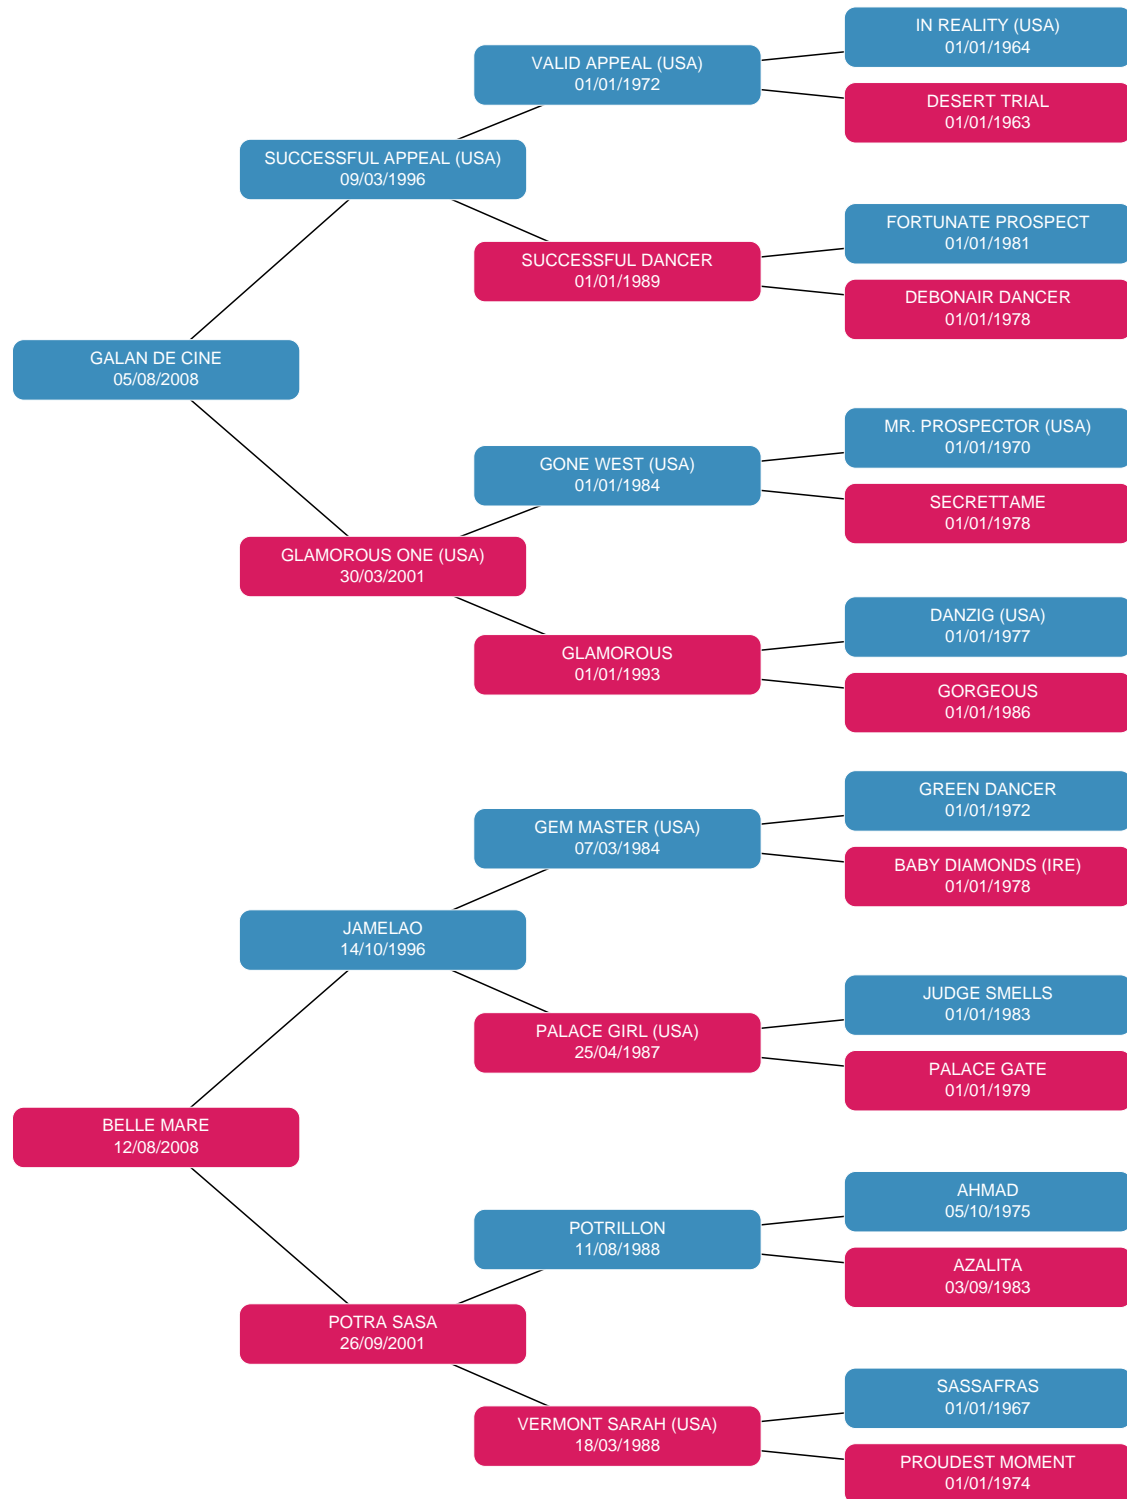 IN REALITY (USA)
01/01/1964
VALID APPEAL (USA)
01/01/1972
DESERT TRIAL
01/01/1963
SUCCESSFUL APPEAL (USA)
09/03/1996
FORTUNATE PROSPECT
01/01/1981
SUCCESSFUL DANCER
01/01/1989
DEBONAIR DANCER
01/01/1978
GALAN DE CINE
05/08/2008
MR. PROSPECTOR (USA)
01/01/1970
GONE WEST (USA)
01/01/1984
SECRETTAME
01/01/1978
GLAMOROUS ONE (USA)
30/03/2001
DANZIG (USA)
01/01/1977
GLAMOROUS
01/01/1993
GORGEOUS
01/01/1986
GREEN DANCER
01/01/1972
GEM MASTER (USA)
07/03/1984
BABY DIAMONDS (IRE)
01/01/1978
JAMELAO
14/10/1996
JUDGE SMELLS
01/01/1983
PALACE GIRL (USA)
25/04/1987
PALACE GATE
01/01/1979
BELLE MARE
12/08/2008
AHMAD
05/10/1975
POTRILLON
11/08/1988
AZALITA
03/09/1983
POTRA SASA
26/09/2001
SASSAFRAS
01/01/1967
VERMONT SARAH (USA)
18/03/1988
PROUDEST MOMENT
01/01/1974